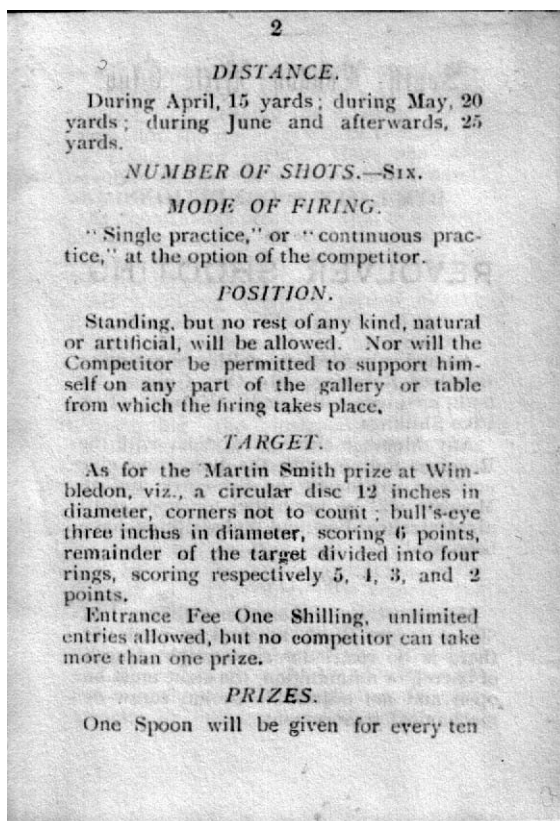 2
DISTANCE.
During April, 15 yards; during May, 20
yards; during June and afterwards, 25
yards.
NUMBER OF SHOTS.—SIX.
MODE OF FIRING.
"Single practice," or "continuous prac-
tice," at the option of the competitor.
POSITION.
Standing, but no rest of any kind, natural
or artificial, will be allowed. Nor will the
Competitor be permitted to support him-
self on any part of the gallery or table
from which the firing takes place.
TARGET.
As for the Martin Smith prize at Wim-
bledon, viz., a circular disc 12 inches in
diameter, corners not to count; bull's-eye
three inches in diameter, scoring 6 points,
remainder of the target divided into four
rings, scoring respectively 5, 4, 3, and 2
points.
Entrance Fee One Shilling, unlimited
entries allowed, but no competitor can take
more than one prize.
PRIZES.
One Spoon will be given for every ten